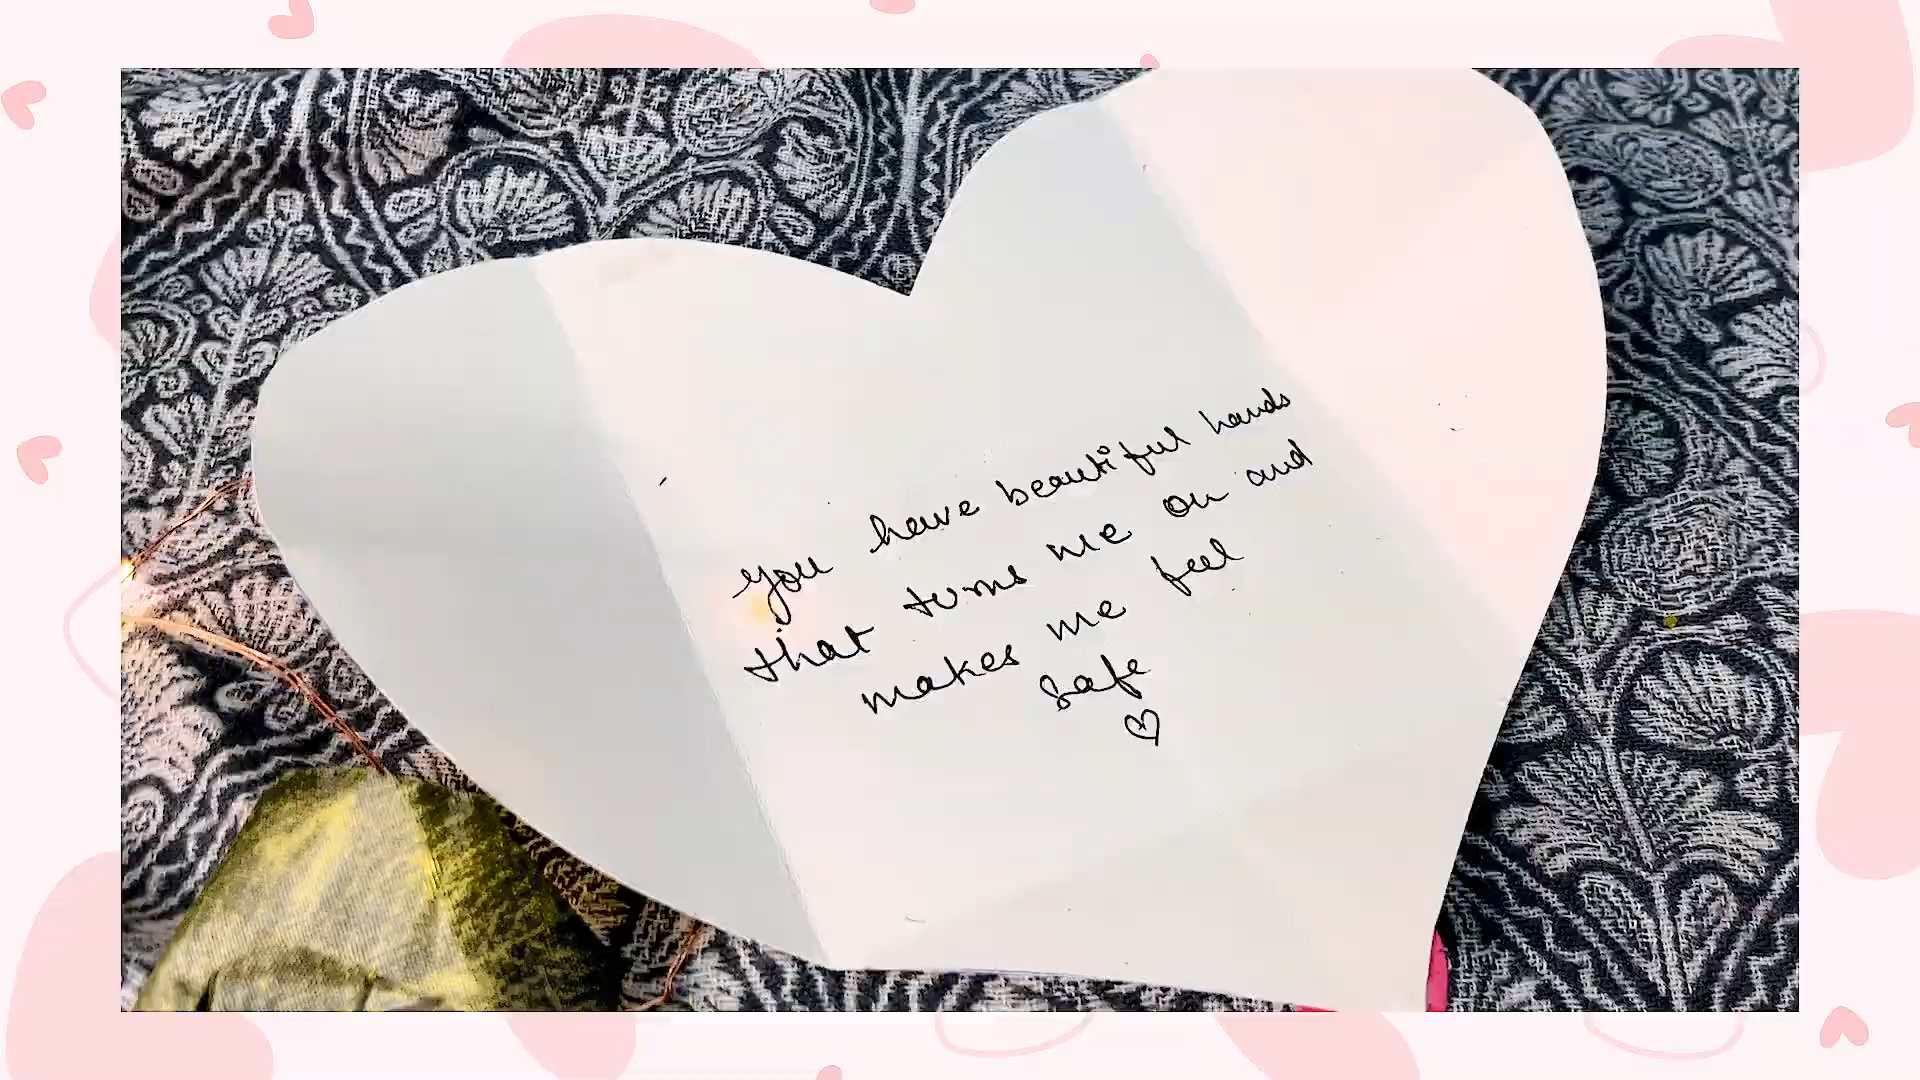 you have beautiful hands
that turns me on and
makes me feel
safe
♡